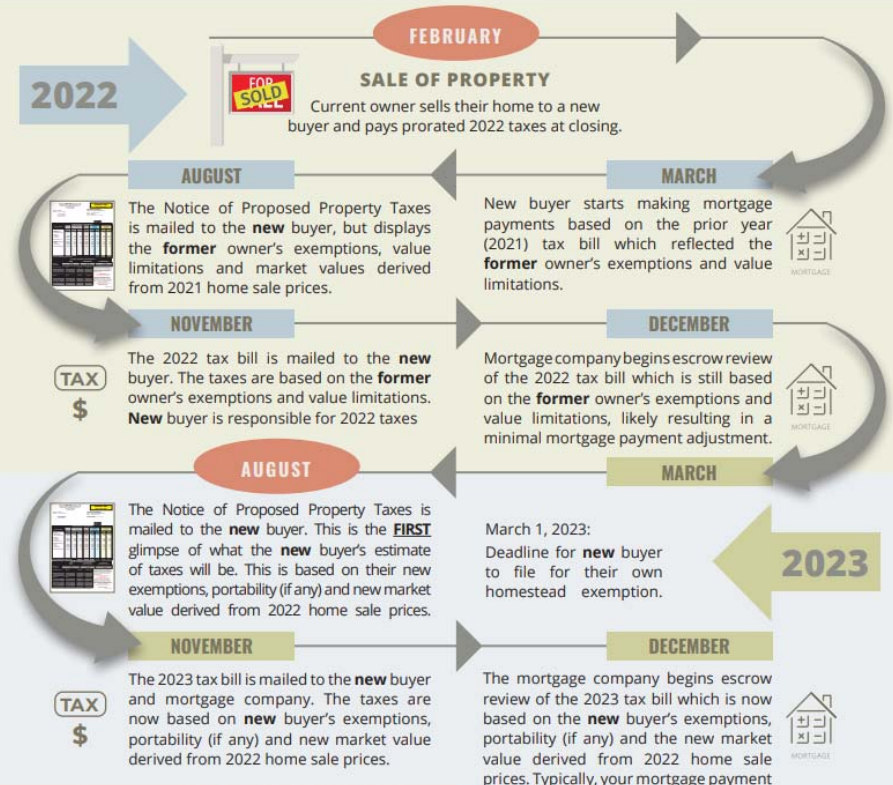 FEBRUARY
2022
FOR
SOLD
SALE OF PROPERTY
Current owner sells their home to a new
buyer and pays prorated 2022 taxes at closing.
MARCH
New buyer starts making mortgage
payments based on the prior year
(2021) tax bill which reflected the
former owner's exemptions and value
limitations.
MORTGAGE
AUGUST
The Notice of Proposed Property Taxes
is mailed to the new buyer, but displays
the former owner's exemptions, value
limitations and market values derived
from 2021 home sale prices.
NOVEMBER
TAX
$
The 2022 tax bill is mailed to the new
buyer. The taxes are based on the former
owner's exemptions and value limitations.
New buyer is responsible for 2022 taxes
DECEMBER
Mortgage company begins escrow review
of the 2022 tax bill which is still based
on the former owner's exemptions and
value limitations, likely resulting in a
minimal mortgage payment adjustment.
MORTGAGE
MARCH
2023
March 1, 2023:
Deadline for new buyer
to file for their own
homestead exemption.
AUGUST
The Notice of Proposed Property Taxes is
mailed to the new buyer. This is the FIRST
glimpse of what the new buyer's estimate
of taxes will be. This is based on their new
exemptions, portability (if any) and new market
value derived from 2022 home sale prices.
NOVEMBER
TAX
$
The 2023 tax bill is mailed to the new buyer
and mortgage company. The taxes are
now based on new buyer's exemptions,
portability (if any) and new market value
derived from 2022 home sale prices.
DECEMBER
The mortgage company begins escrow
review of the 2023 tax bill which is now
based on the new buyer's exemptions,
portability (if any) and the new market
value derived from 2022 home sale
prices. Typically, your mortgage payment
MORTGAGE